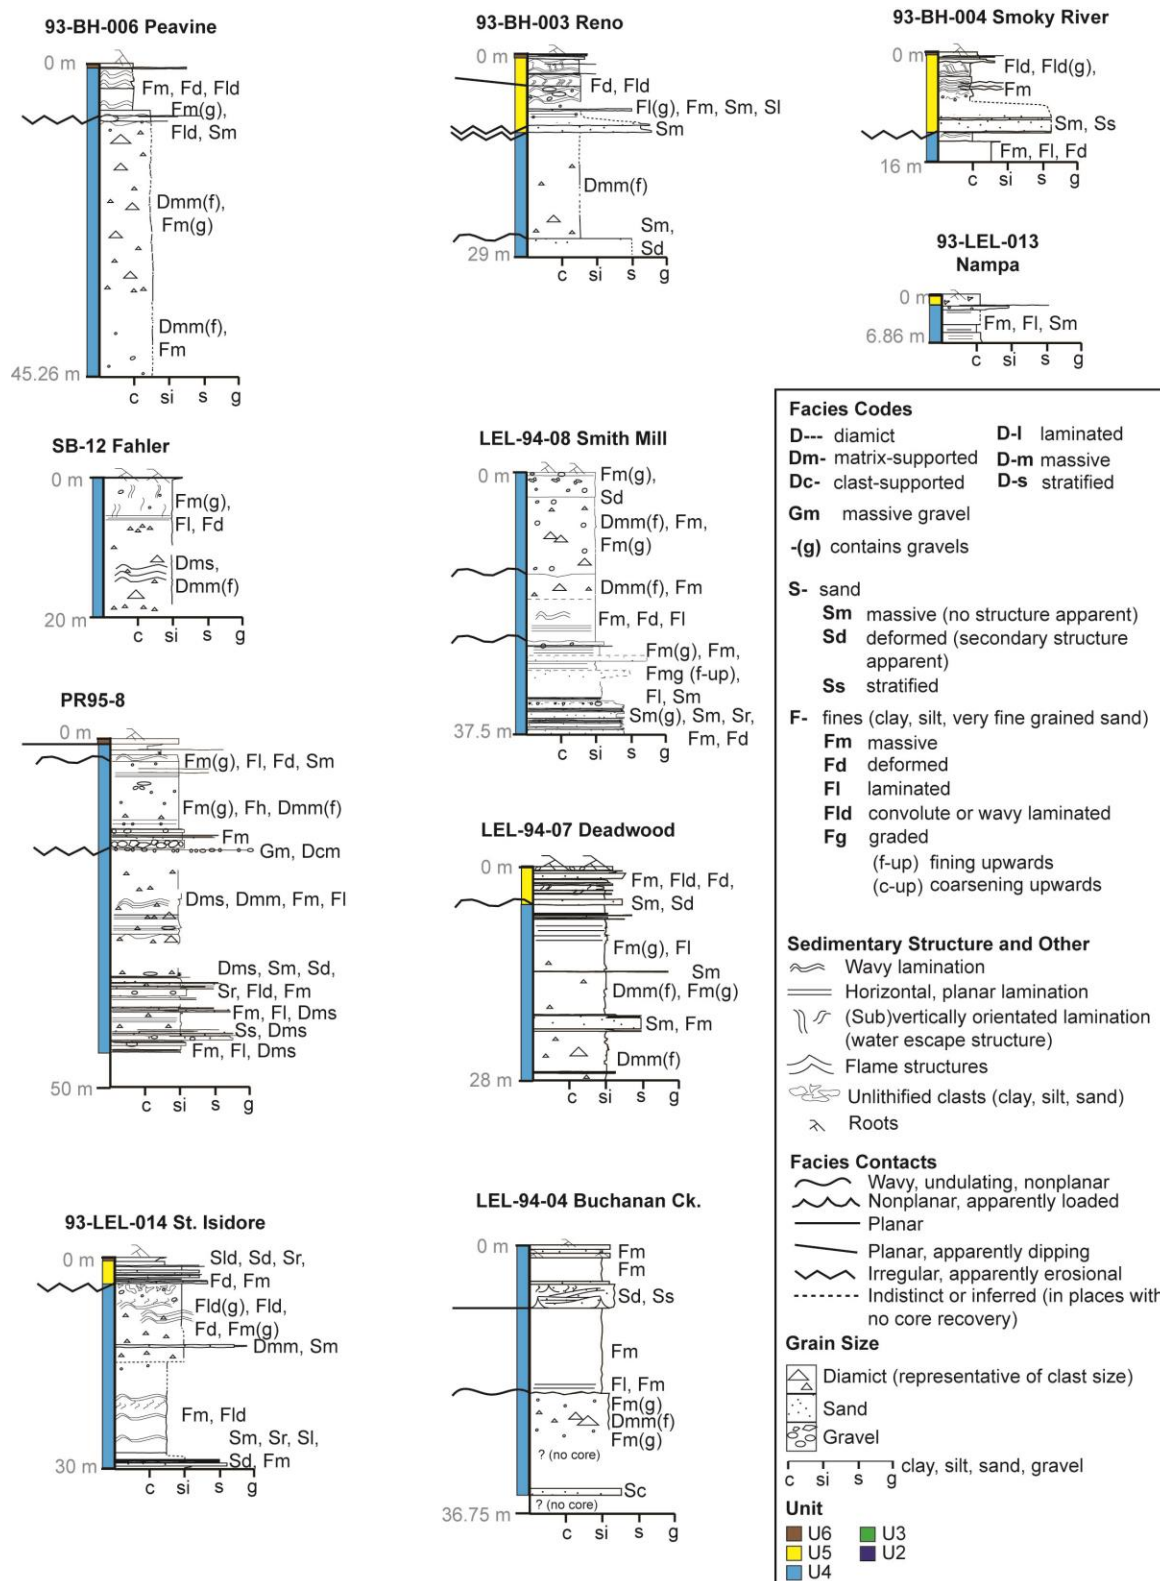 93-BH-006 Peavine
0 m
Fm, Fd, Fld
Fm(g),
Fld, Sm
Dmm(f),
Fm(g)
Dmm(f),
Fm
45.26 m
c si s g
93-BH-003 Reno
0 m
Fd, Fld
Fl(g), Fm, Sm, Sl
Sm
Dmm(f)
Sm,
Sd
29 m
c si s g
93-BH-004 Smoky River
0 m
Fld, Fld(g),
Fm
Sm, Ss
Fm, Fl, Fd
16 m
c si s g
93-LEL-013
Nampa
0 m
Fm, Fl, Sm
6.86 m
c si s g
SB-12 Fahler
0 m
Fm(g),
Fl, Fd
Dms,
Dmm(f)
20 m
c si s g
LEL-94-08 Smith Mill
0 m
Fm(g),
Sd
Dmm(f), Fm,
Fm(g)
Dmm(f), Fm
Fm, Fd, Fl
Fm(g), Fm,
Fmg (f-up),
Fl, Sm
Sm(g), Sm, Sr,
Fm, Fd
37.5 m
c si s g
PR95-8
0 m
Fm(g), Fl, Fd, Sm
Fm(g), Fh, Dmm(f)
Fm
Gm, Dcm
Dms, Dmm, Fm, Fl
Dms, Sm, Sd,
Sr, Fld, Fm
Fm, Fl, Dms
Ss, Dms
Fm, Fl, Dms
50 m
c si s g
LEL-94-07 Deadwood
0 m
Fm, Fld, Fd,
Sm, Sd
Fm(g), Fl
Sm
Dmm(f), Fm(g)
Sm, Fm
Dmm(f)
28 m
c si s g
93-LEL-014 St. Isidore
0 m
Sld, Sd, Sr,
Fd, Fm
Fld(g), Fld,
Fd, Fm(g)
Dmm, Sm
Fm, Fld
Sm, Sr, Sl,
Sd, Fm
30 m
c si s g
LEL-94-04 Buchanan Ck.
0 m
Fm
Fm
Sd, Ss
Fm
Fl, Fm
Fm(g)
Dmm(f)
Fm(g)
? (no core)
Sc
? (no core)
36.75 m
c si s g
Facies Codes
D--- diamict D-l laminated
Dm- matrix-supported D-m massive
Dc- clast-supported D-s stratified
Gm massive gravel
-(g) contains gravels
S- sand
Sm massive (no structure apparent)
Sd deformed (secondary structure
apparent)
Ss stratified
F- fines (clay, silt, very fine grained sand)
Fm massive
Fd deformed
Fl laminated
Fld convolute or wavy laminated
Fg graded
(f-up) fining upwards
(c-up) coarsening upwards
Sedimentary Structure and Other
Wavy lamination
Horizontal, planar lamination
(Sub)vertically orientated lamination
(water escape structure)
Flame structures
Unlithified clasts (clay, silt, sand)
Roots
Facies Contacts
Wavy, undulating, nonplanar
Nonplanar, apparently loaded
Planar
Planar, apparently dipping
Irregular, apparently erosional
Indistinct or inferred (in places with
no core recovery)
Grain Size
Diamict (representative of clast size)
Sand
Gravel
c si s g clay, silt, sand, gravel
Unit
U6 U3
U5 U2
U4